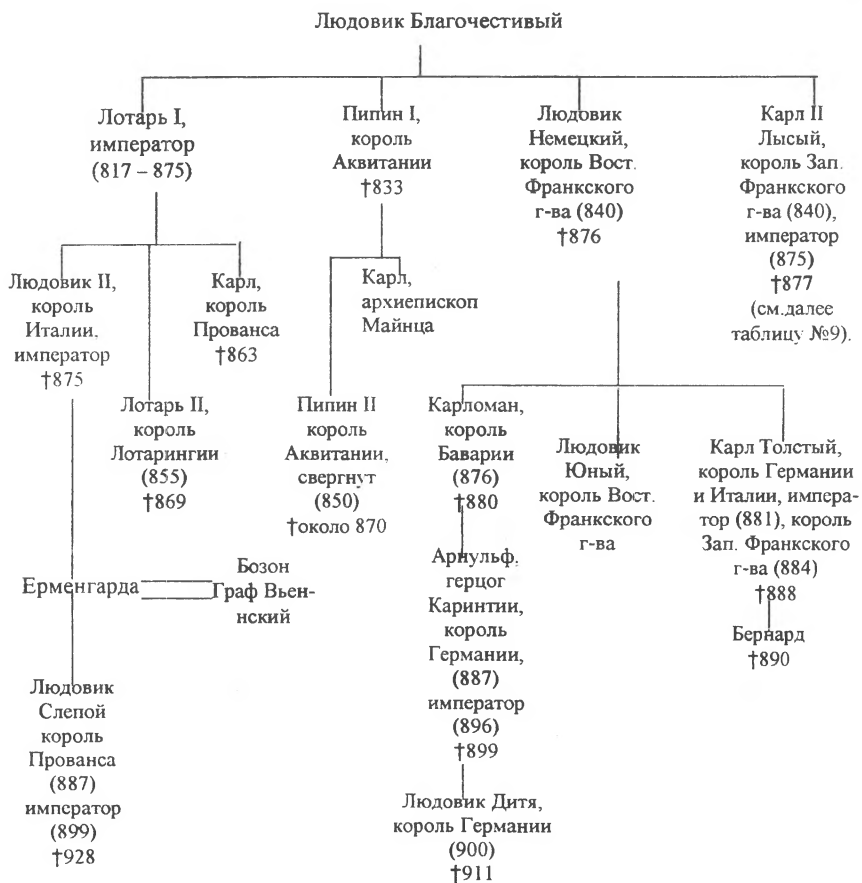 Людовик Благочестивый
Лотарь I,
император
(817 – 875)
Пипин I,
король
Аквитании
†833
Людовик
Немецкий,
король Вост.
Франкского
г-ва (840)
†876
Карл II
Лысый,
король Зап.
Франкского
г-ва (840),
император
(875)
†877
(см.далее
таблицу №9).
Людовик II,
король
Италии,
император
†875
Карл,
король
Прованса
†863
Карл,
архиепископ
Майнца
Лотарь II,
король
Лотарингии
(855)
†869
Пипин II
король
Аквитании,
свергнут
(850)
†около 870
Карломан,
король
Баварии
(876)
†880
Людовик
Юный,
король Вост.
Франкского
г-ва
Карл Толстый,
король Германии
и Италии, импера-
тор (881), король
Зап. Франкского
г-ва (884)
†888
Ерменгарда
Бозон
Граф Вьен-
нский
Арнульф,
герцог
Каринтии,
король
Германии,
(887)
император
(896)
†899
Бернард
†890
Людовик
Слепой
король
Прованса
(887)
император
(899)
†928
Людовик Дитя,
король Германии
(900)
†911